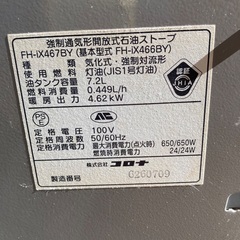 強制通気形開放式石油ストーブ
FH-iX467BY (基本型式 FH-iX466BY)
種類 気化式・強制対流形
使用燃料 灯油(JIS1号灯油)
油タンク容量 7.2L
燃料消費量 0.449L/h
暖房出力 4.62kW
PS E
定格電圧 100V
定格周波数 50/60Hz
最大消費電力(点火時) 650/650W
燃焼時消費電力 24/24W
株式会社 コロナ
製造番号 G260709